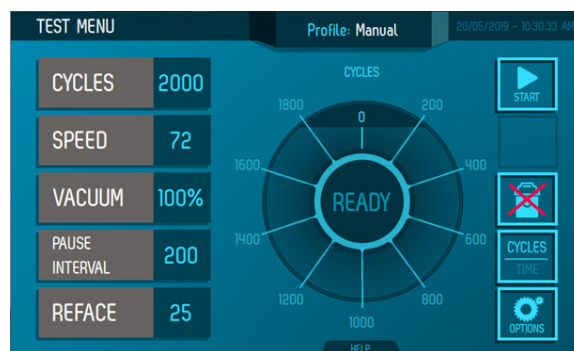 TEST MENU
Profile: Manual
20/05/2019 - 10:30:33 AM
CYCLES 2000
SPEED 72
VACUUM 100%
PAUSE
INTERVAL
200
REFACE 25
CYCLES
0
200
400
600
800
1000
1200
1400
1600
1800
READY
START
CYCLES
TIME
OPTIONS
HELP